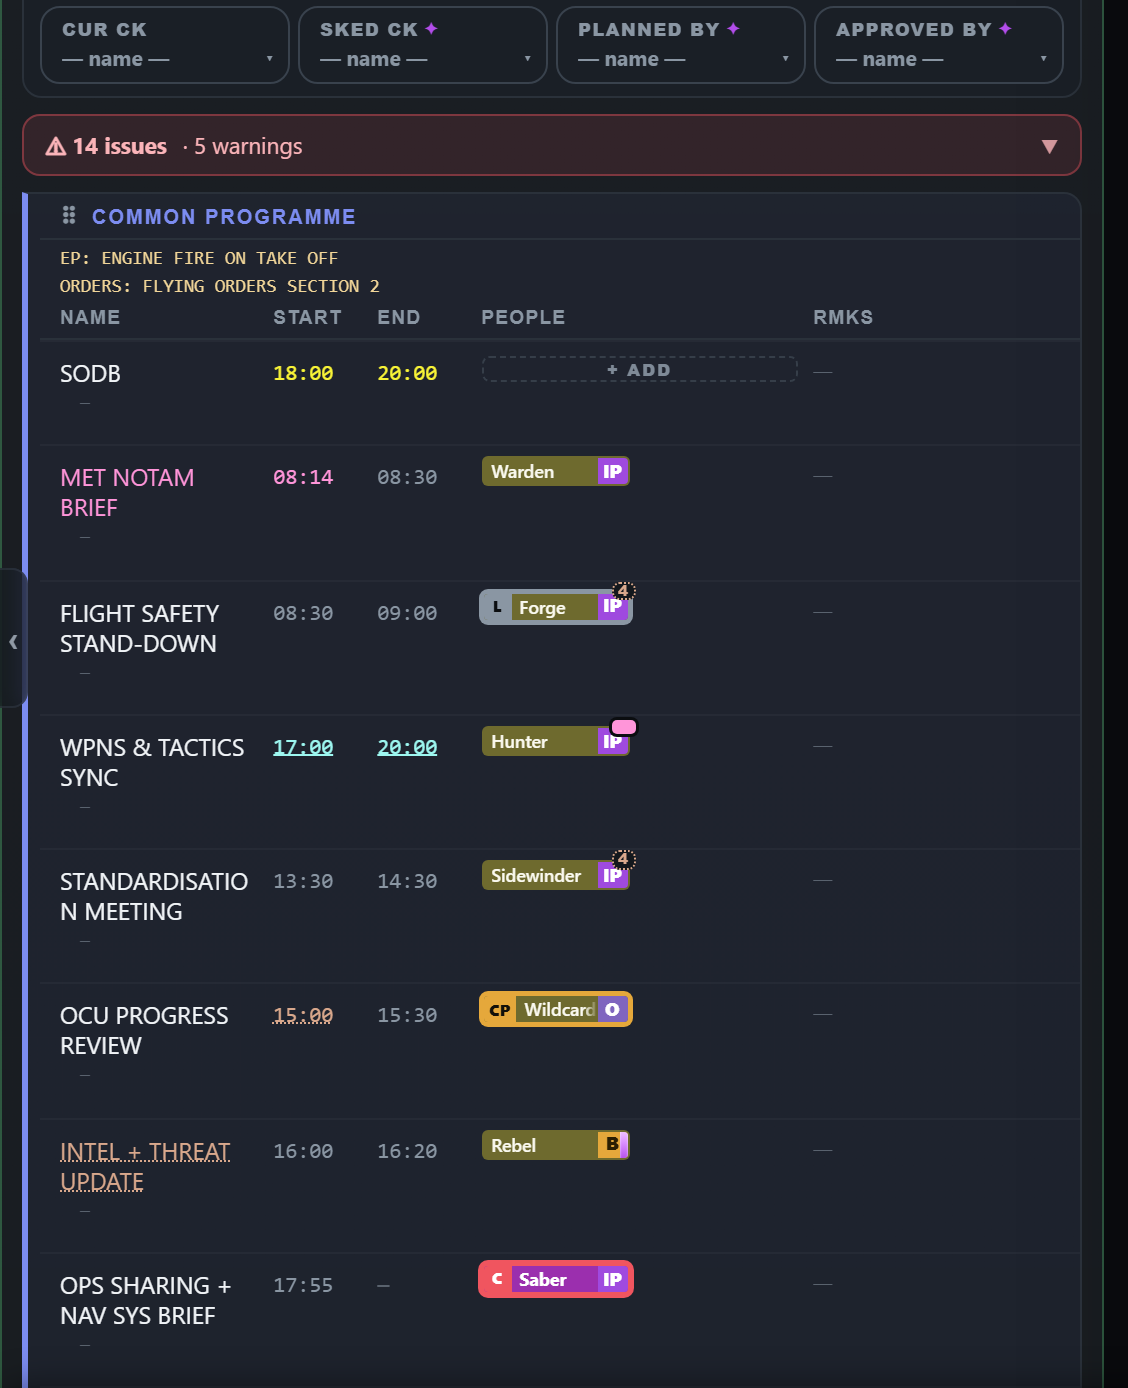 CUR CK
— name —
SKED CK ✦
— name —
PLANNED BY ✦
— name —
APPROVED BY ✦
— name —
⚠ 14 issues · 5 warnings
COMMON PROGRAMME
EP: ENGINE FIRE ON TAKE OFF
ORDERS: FLYING ORDERS SECTION 2
NAME START END PEOPLE RMKS
SODB 18:00 20:00 + ADD —
—
MET NOTAM 08:14 08:30 Warden IP —
BRIEF
—
4
FLIGHT SAFETY 08:30 09:00 L Forge IP —
STAND-DOWN
—
WPNS & TACTICS 17:00 20:00 Hunter IP —
SYNC
—
4
STANDARDISATIO 13:30 14:30 Sidewinder IP —
N MEETING
—
OCU PROGRESS 15:00 15:30 CP Wildcard O —
REVIEW
—
INTEL + THREAT 16:00 16:20 Rebel B —
UPDATE
—
OPS SHARING + 17:55 — C Saber IP —
NAV SYS BRIEF
—